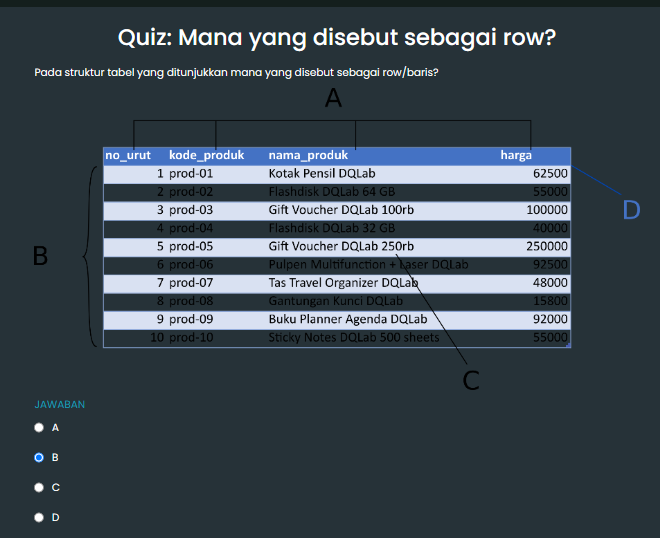 Quiz: Mana yang disebut sebagai row?
Pada struktur tabel yang ditunjukkan mana yang disebut sebagai row/baris?
A
no_urut kode_produk nama_produk harga
1 prod-01 Kotak Pensil DQLab 62500
2 prod-02 Flashdisk DQLab 64 GB 55000
3 prod-03 Gift Voucher DQLab 100rb 100000
D
4 prod-04 Flashdisk DQLab 32 GB 40000
5 prod-05 Gift Voucher DQLab 250rb 250000
B
6 prod-06 Pulpen Multifunction + Laser DQLab 92500
7 prod-07 Tas Travel Organizer DQLab 48000
8 prod-08 Gantungan Kunci DQLab 15800
9 prod-09 Buku Planner Agenda DQLab 92000
10 prod-10 Sticky Notes DQLab 500 sheets 55000
C
JAWABAN
A
B
C
D